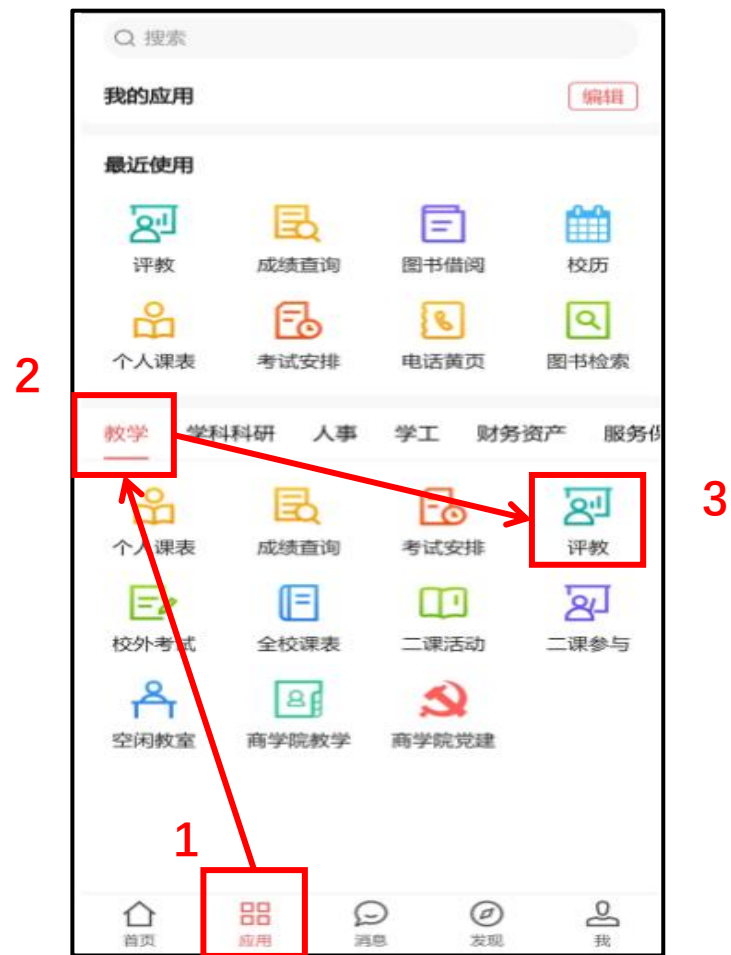 搜索
我的应用 编辑
最近使用
评教 成绩查询 图书借阅 校历
个人课表 考试安排 电话黄页 图书检索
2
教学 学科科研 人事 学工 财务资产 服务保
3
个人课表 成绩查询 考试安排 评教
校外考试 全校课表 二课活动 二课参与
空闲教室 商学院教学 商学院党建
1
首页 应用 消息 发现 我